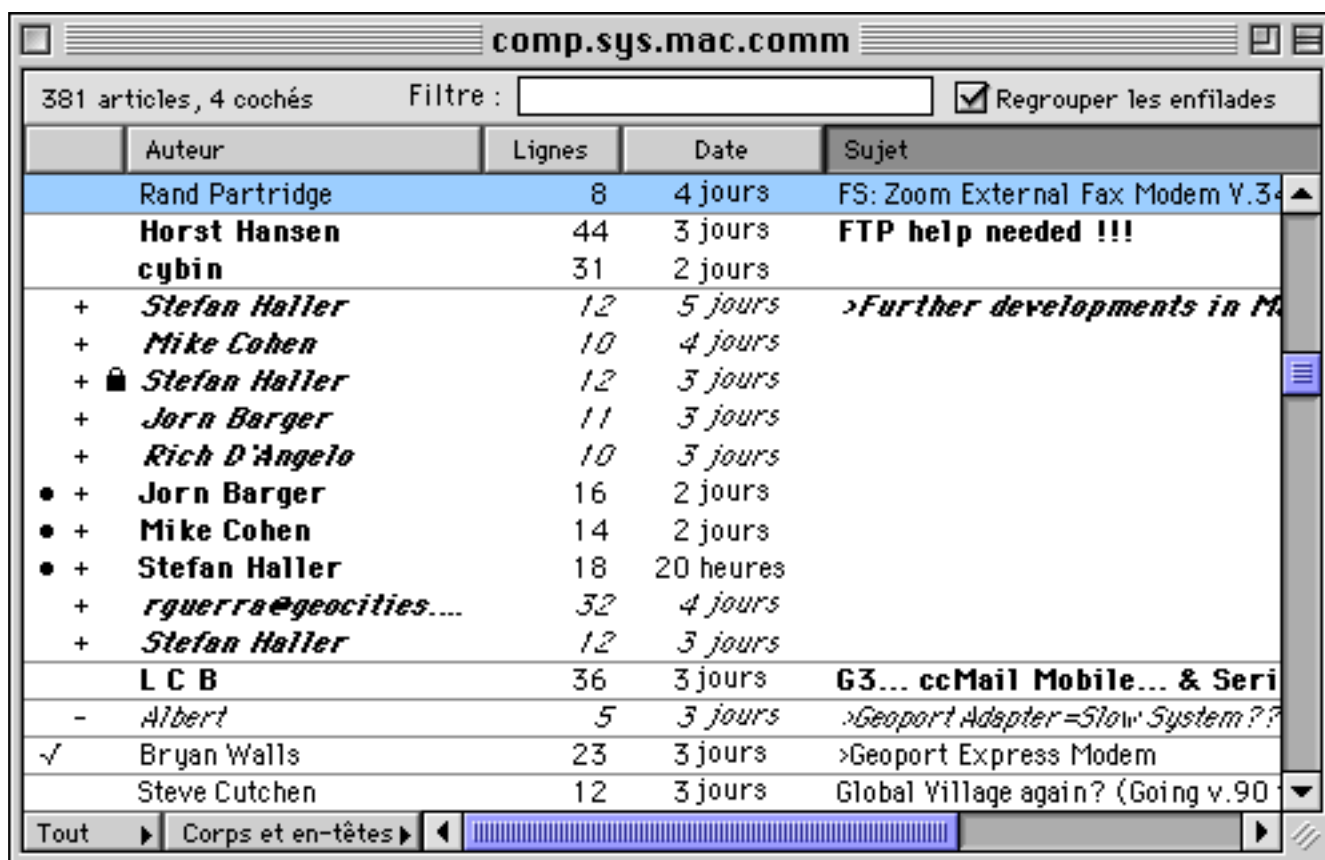 comp.sys.mac.comm
381 articles, 4 cochés Filtre : Regrouper les enfilades
Auteur Lignes Date Sujet
Rand Partridge 8 4 jours FS: Zoom External Fax Modem V.34
Horst Hansen 44 3 jours FTP help needed !!!
cybin 31 2 jours
+ Stefan Haller 12 5 jours >Further developments in
+ Mike Cohen 10 4 jours
+ Stefan Haller 12 3 jours
+ Jorn Barger 11 3 jours
+ Rich D'Angelo 10 3 jours
• + Jorn Barger 16 2 jours
• + Mike Cohen 14 2 jours
• + Stefan Haller 18 20 heures
+ rguerra@geocities.... 32 4 jours
+ Stefan Haller 12 3 jours
L C B 36 3 jours G3... ccMail Mobile... & Seri
- Albert 5 3 jours >Geoport Adapter=Slow System??
√ Bryan Walls 23 3 jours >Geoport Express Modem
Steve Cutchen 12 3 jours Global Village again? (Going v.90
Tout Corps et en-têtes